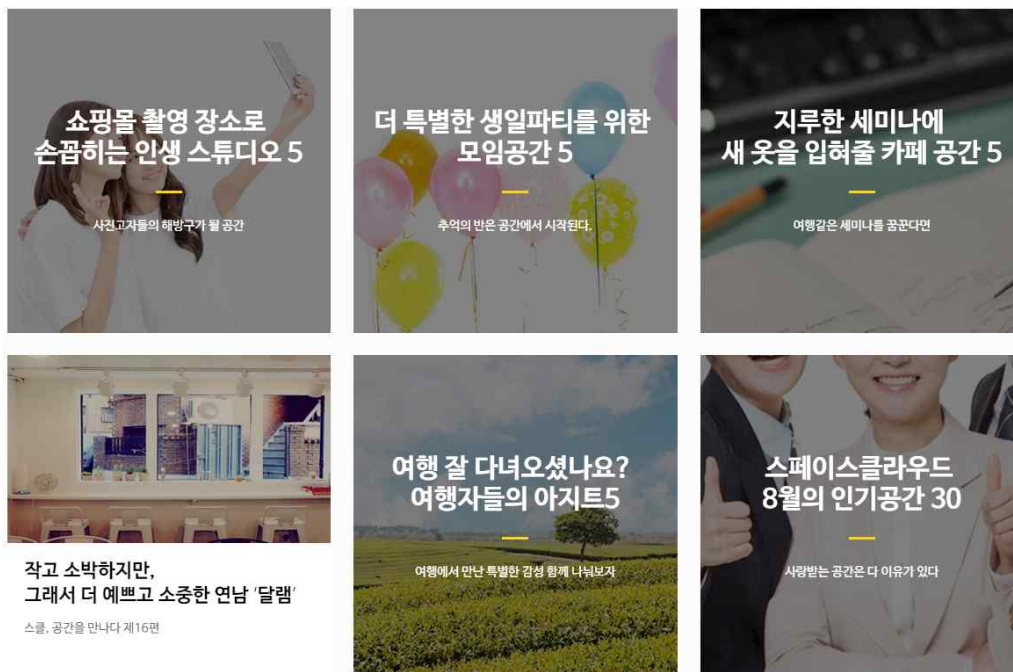 쇼핑몰 촬영 장소로
손꼽히는 인생 스튜디오 5
사진고자들의 해방구가 될 공간
더 특별한 생일파티를 위한
모임공간 5
추억의 반은 공간에서 시작된다.
지루한 세미나에
새 옷을 입혀줄 카페 공간 5
여행같은 세미나를 꿈꾼다면
작고 소박하지만,
그래서 더 예쁘고 소중한 연남 '달램'
스클, 공간을 만나다 제16편
여행 잘 다녀오셨나요?
여행자들의 아지트5
여행에서 만난 특별한 감성 함께 나눠보자
스페이스클라우드
8월의 인기공간 30
사랑받는 공간은 다 이유가 있다